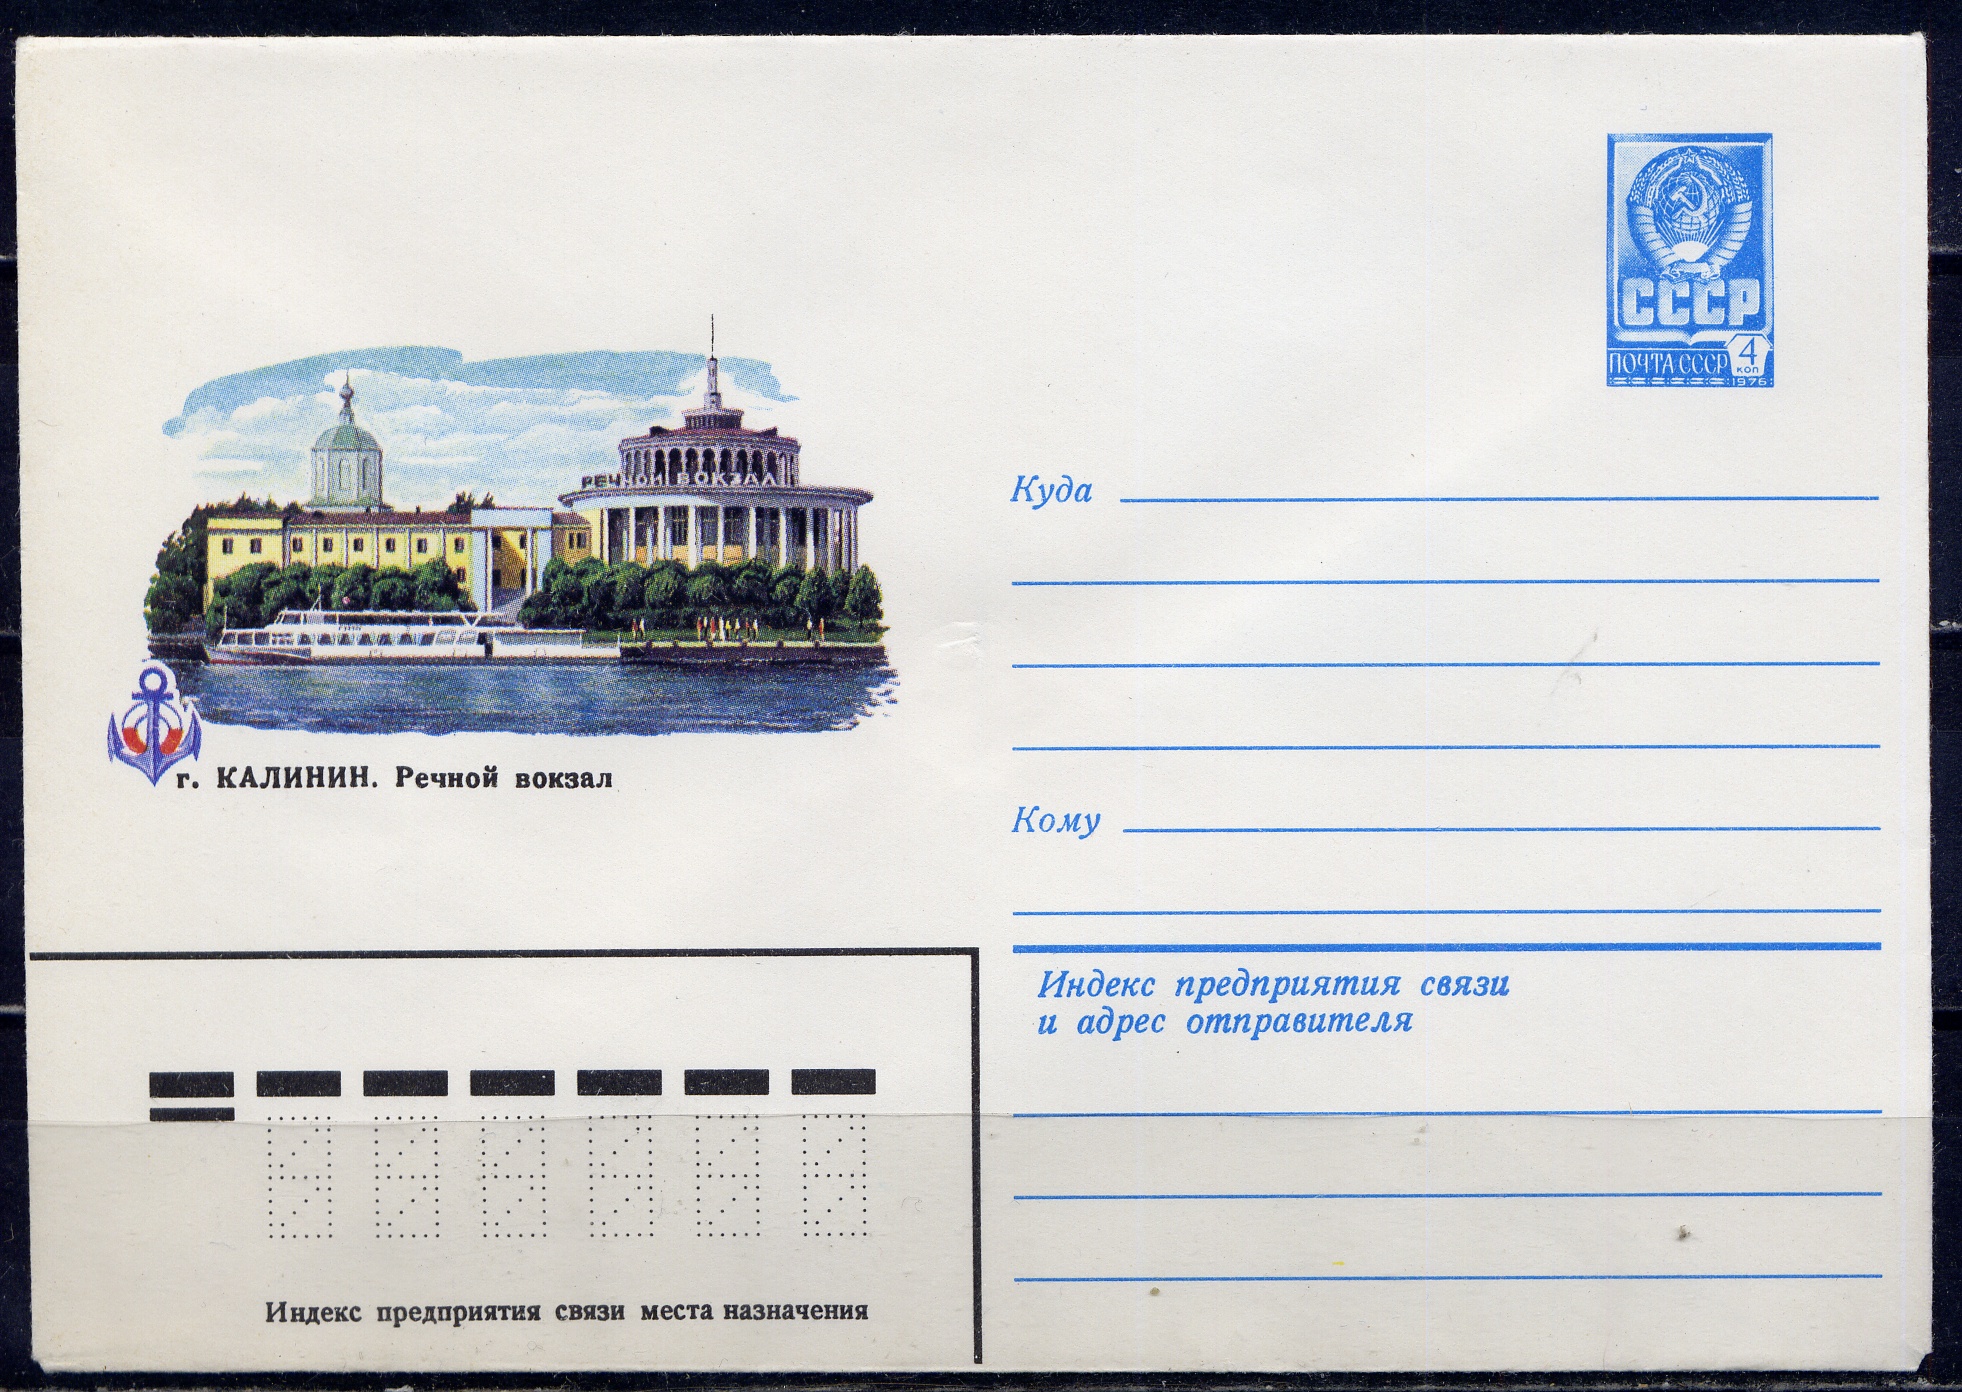 СССР
ПОЧТА СССР 4 коп
1976
РЕЧНОЙ ВОКЗАЛ
г. КАЛИНИН. Речной вокзал
Куда
Кому
Индекс предприятия связи
и адрес отправителя
Индекс предприятия связи места назначения